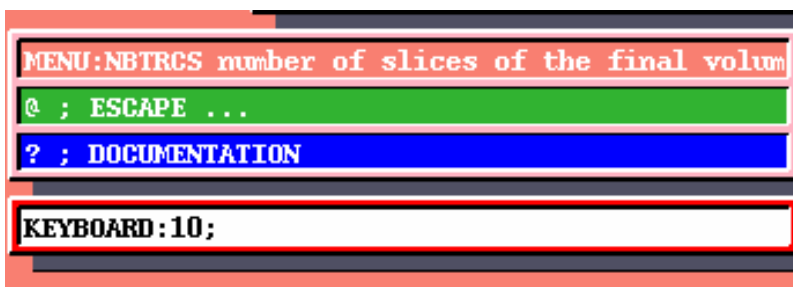 MENU:NBTRCS number of slices of the final volum
@ ; ESCAPE ...
? ; DOCUMENTATION
KEYBOARD:10;